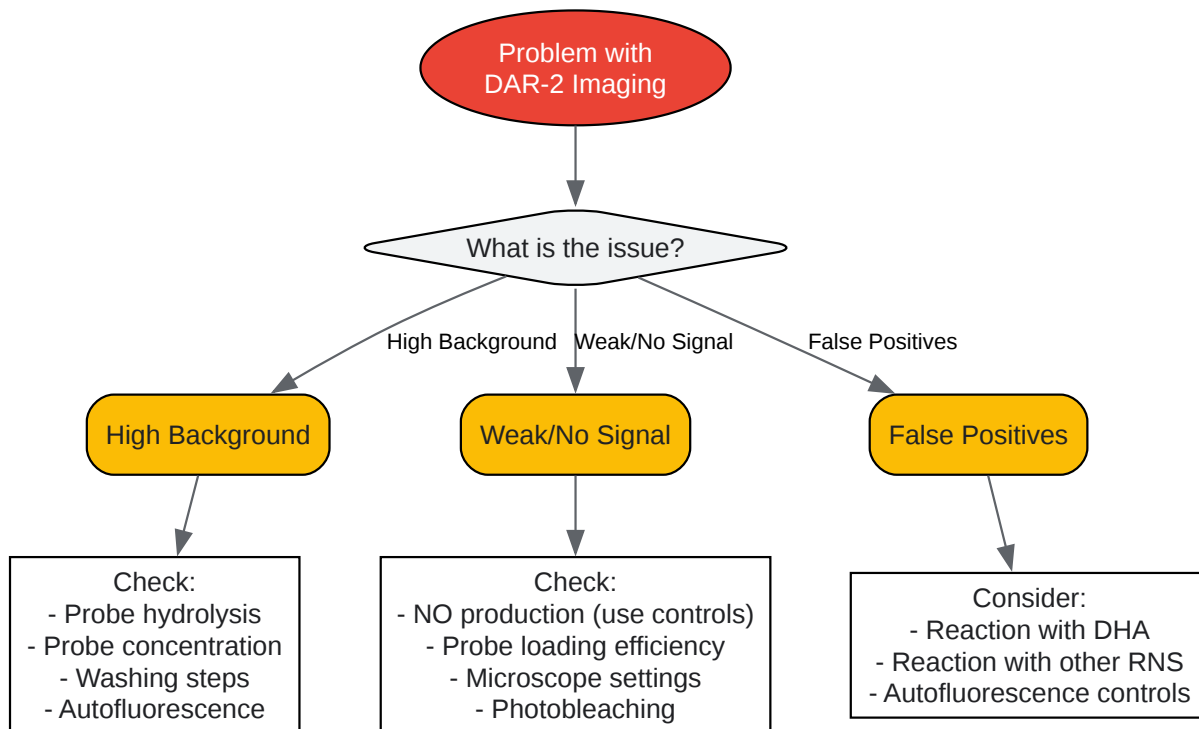 Problem with
DAR-2 Imaging
What is the issue?
High Background
Weak/No Signal
False Positives
High Background
Weak/No Signal
False Positives
Check:
- Probe hydrolysis
- Probe concentration
- Washing steps
- Autofluorescence
Check:
- NO production (use controls)
- Probe loading efficiency
- Microscope settings
- Photobleaching
Consider:
- Reaction with DHA
- Reaction with other RNS
- Autofluorescence controls